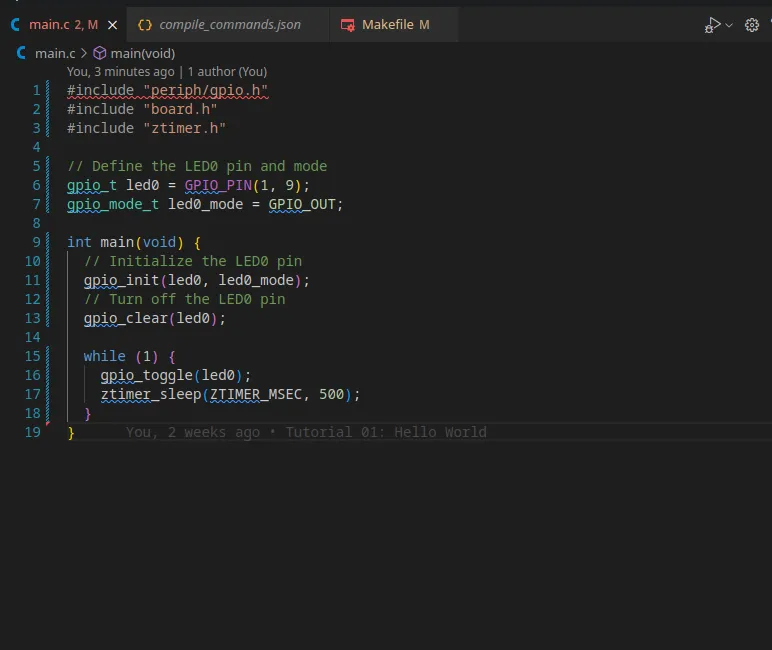 main.c 2, M
compile_commands.json
Makefile M
main.c > main(void)
You, 3 minutes ago | 1 author (You)
1 #include "periph/gpio.h"
2 #include "board.h"
3 #include "ztimer.h"
4
5 // Define the LED0 pin and mode
6 gpio_t led0 = GPIO_PIN(1, 9);
7 gpio_mode_t led0_mode = GPIO_OUT;
8
9 int main(void) {
10 // Initialize the LED0 pin
11 gpio_init(led0, led0_mode);
12 // Turn off the LED0 pin
13 gpio_clear(led0);
14
15 while (1) {
16 gpio_toggle(led0);
17 ztimer_sleep(ZTIMER_MSEC, 500);
18 }
19 } You, 2 weeks ago • Tutorial 01: Hello World